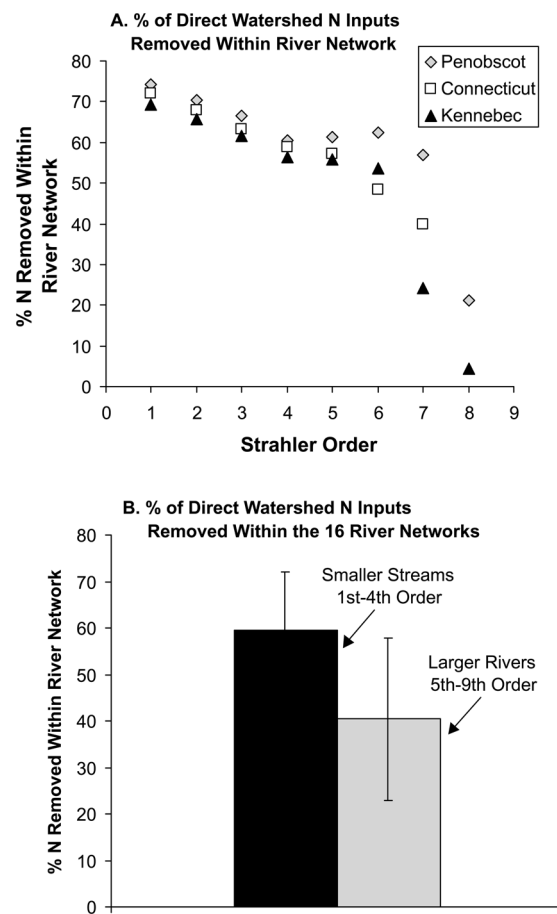 A. % of Direct Watershed N Inputs
Removed Within River Network
80
70
60
50
40
30
20
10
0
% N Removed Within
River Network
Penobscot
Connecticut
Kennebec
0 1 2 3 4 5 6 7 8 9
Strahler Order
B. % of Direct Watershed N Inputs
Removed Within the 16 River Networks
80
70
60
50
40
30
20
10
0
% N Removed Within River Network
Smaller Streams
1st-4th Order
Larger Rivers
5th-9th Order